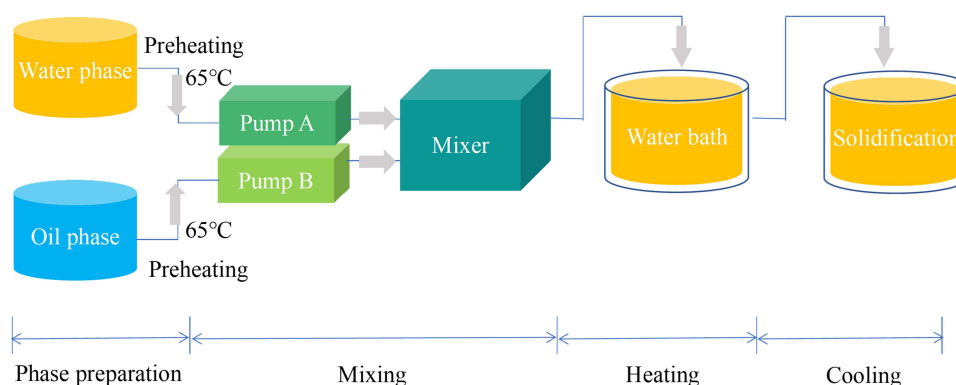 Water phase
Preheating
65℃
Pump A
Pump B
Mixer
Water bath
Solidification
Oil phase
65℃
Preheating
Phase preparation
Mixing
Heating
Cooling